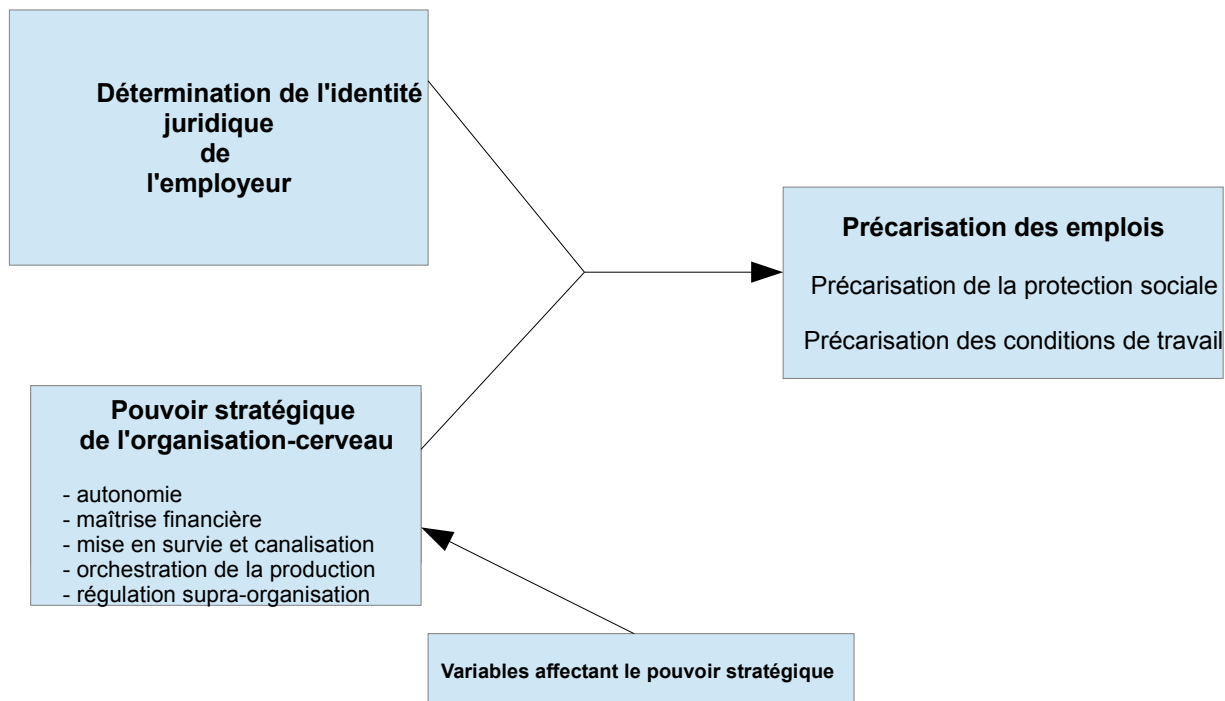 Détermination de l'identité
juridique
de
l'employeur
Précarisation des emplois
Précarisation de la protection sociale
Précarisation des conditions de travail
Pouvoir stratégique
de l'organisation-cerveau
- autonomie
- maîtrise financière
- mise en survie et canalisation
- orchestration de la production
- régulation supra-organisation
Variables affectant le pouvoir stratégique